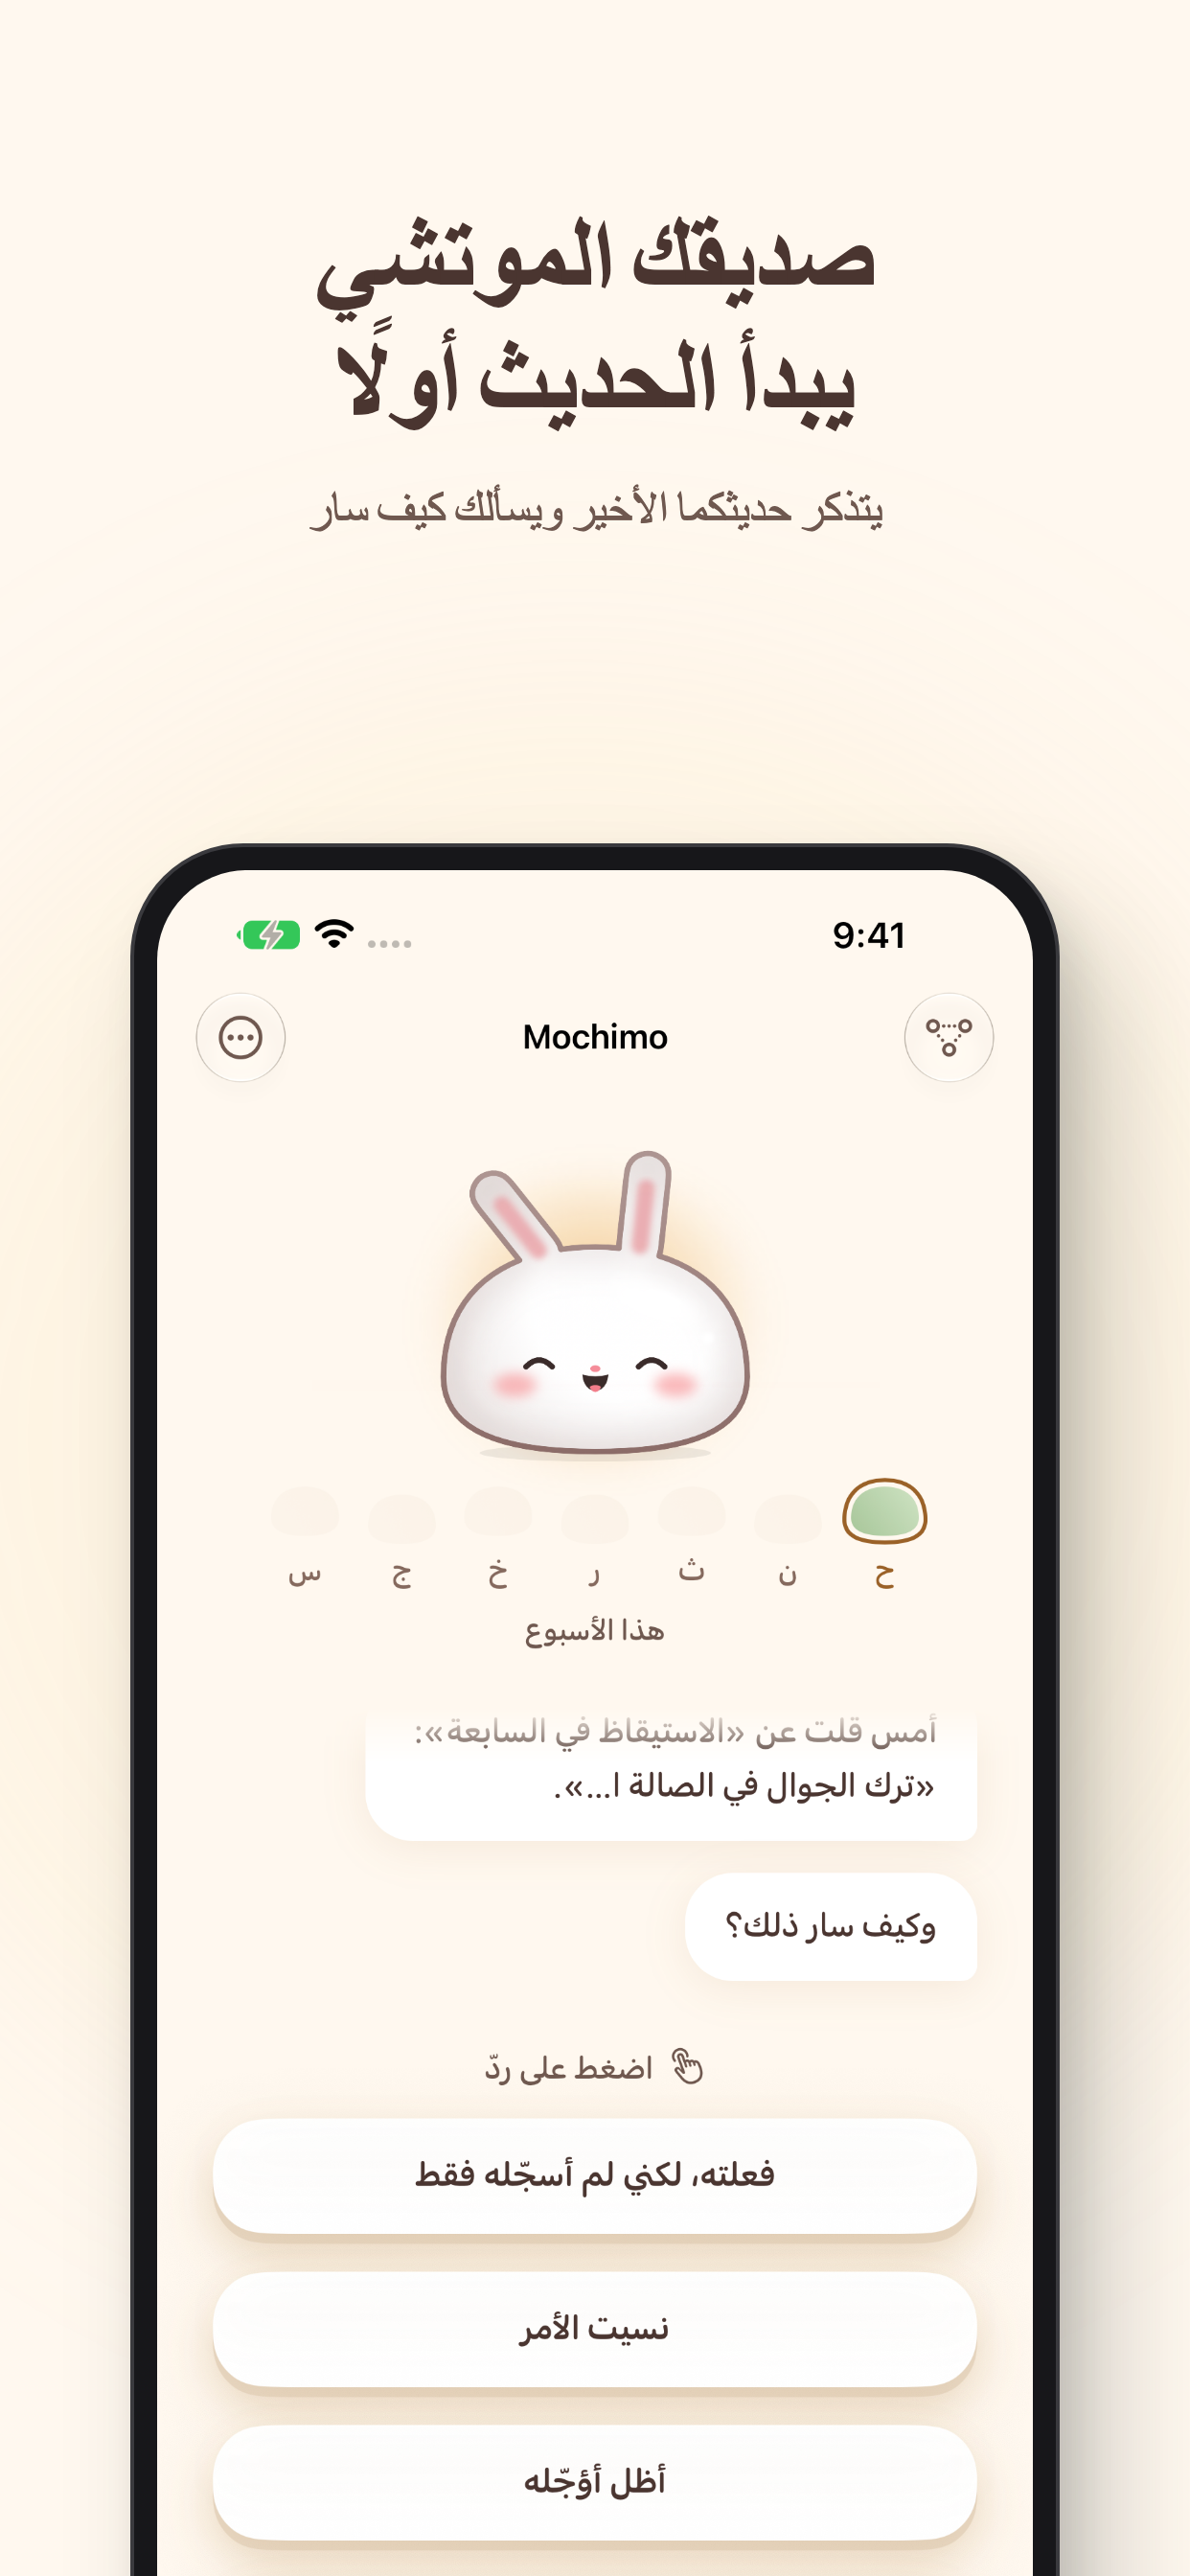 صديقك الموتشي
يبدأ الحديث أولًا
يتذكر حديثكما الأخير ويسألك كيف سار
9:41
Mochimo
ح ن ث ر خ ج س
هذا الأسبوع
أمس قلت عن «الاستيقاظ في السابعة»:
«ترك الجوال في الصالة ا...».
وكيف سار ذلك؟
اضغط على ردّ
فعلته، لكني لم أسجّله فقط
نسيت الأمر
أظل أؤجّله